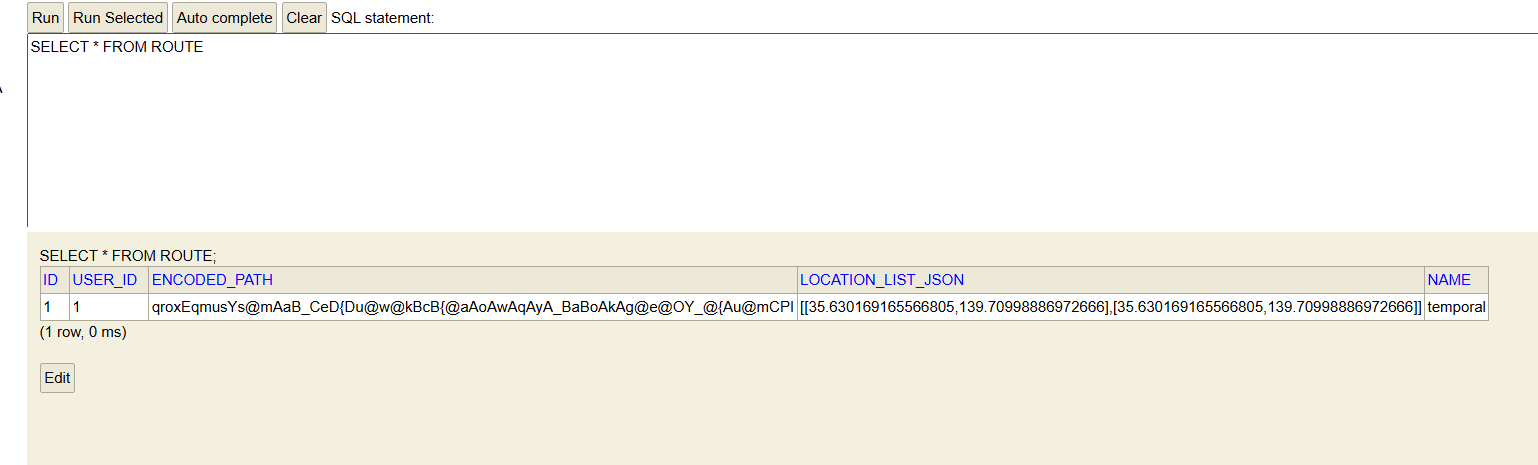 Run Run Selected Auto complete Clear SQL statement:
SELECT * FROM ROUTE
SELECT * FROM ROUTE;
ID USER_ID ENCODED_PATH LOCATION_LIST_JSON NAME
1 1 qroxEqmusYs@mAaB_CeD{Du@w@kBcB{@aAoAwAqAyA_BaBoAkAg@e@OY_@{Au@mCPI [[35.630169165566805,139.70998886972666],[35.630169165566805,139.70998886972666]] temporal
(1 row, 0 ms)
Edit